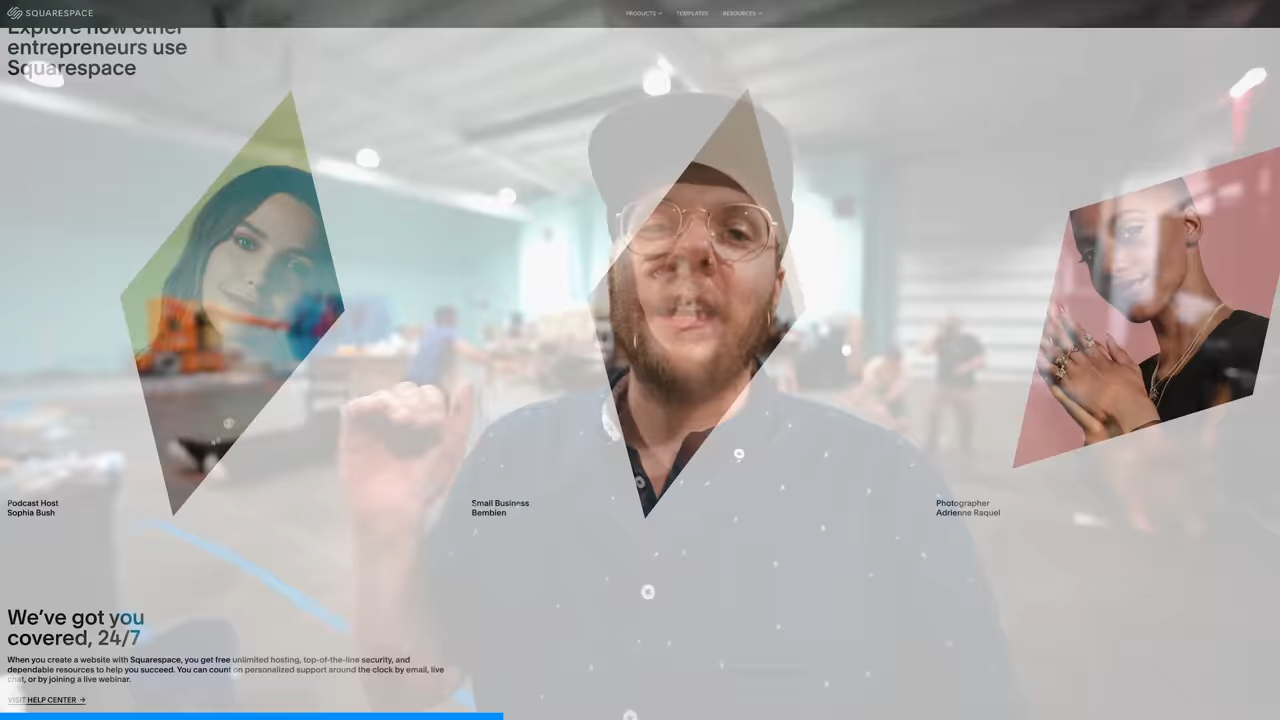 SQUARESPACE
PRODUCTS
TEMPLATES
RESOURCES
Explore how other
entrepreneurs use
Squarespace
Podcast Host
Sophia Bush
Small Business
Bembien
Photographer
Adrienne Raquel
We've got you
covered, 24/7
When you create a website with Squarespace, you get free unlimited hosting, top-of-the-line security, and
dependable resources to help you succeed. You can count on personalized support around the clock by email, live
chat, or by joining a live webinar.
VISIT HELP CENTER →